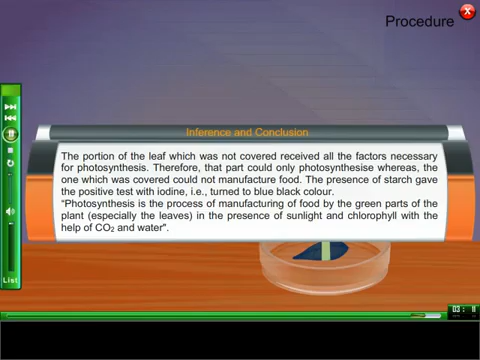 Procedure
Inference and Conclusion
The portion of the leaf which was not covered received all the factors necessary
for photosynthesis. Therefore, that part could only photosynthesise whereas, the
one which was covered could not manufacture food. The presence of starch gave
the positive test with iodine, i.e., turned to blue black colour.
"Photosynthesis is the process of manufacturing of food by the green parts of the
plant (especially the leaves) in the presence of sunlight and chlorophyll with the
help of CO₂ and water".
List
03 : 11